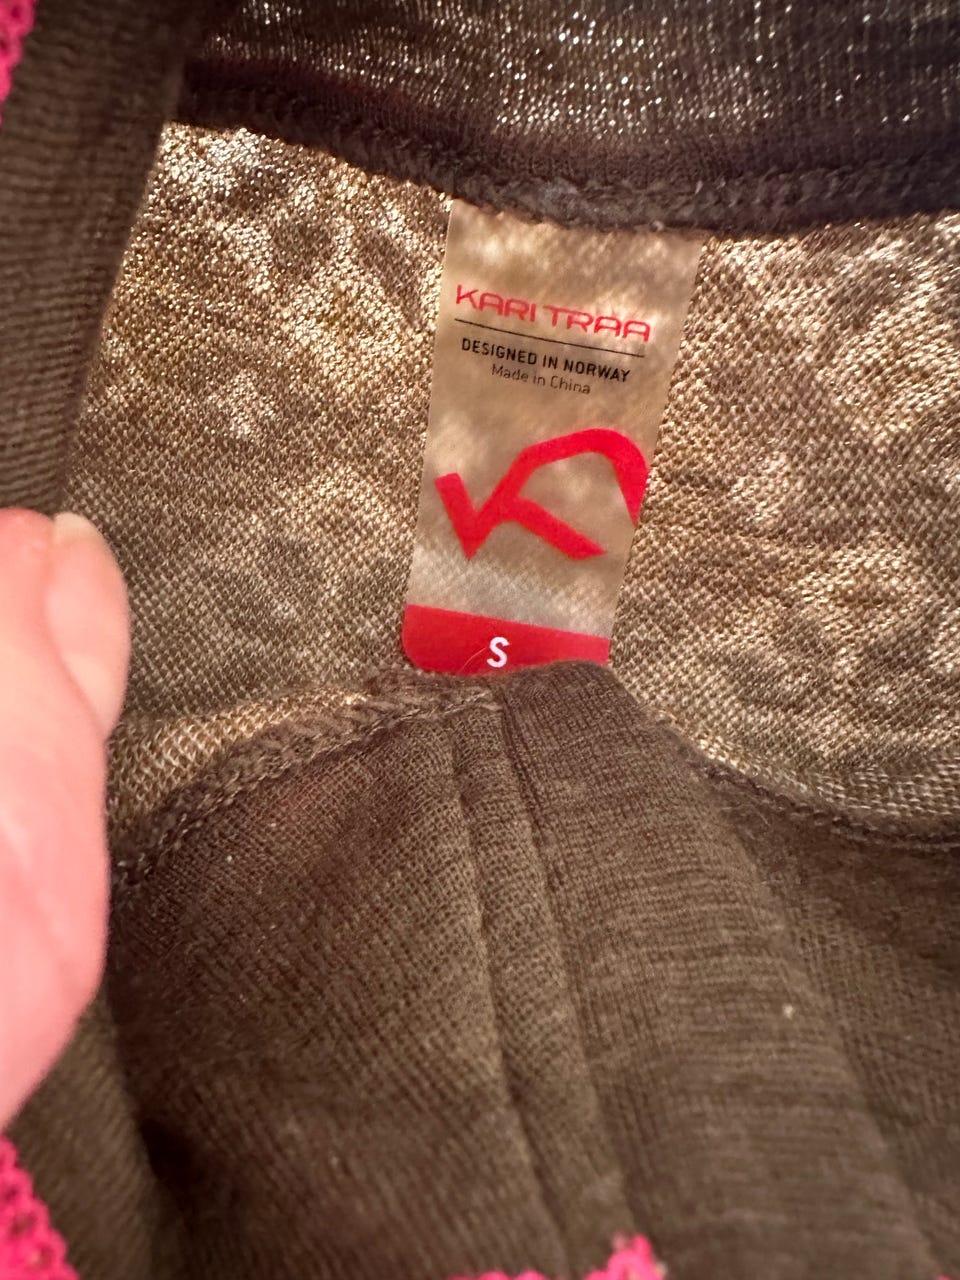 KARI TRAA
DESIGNED IN NORWAY
Made in China
S